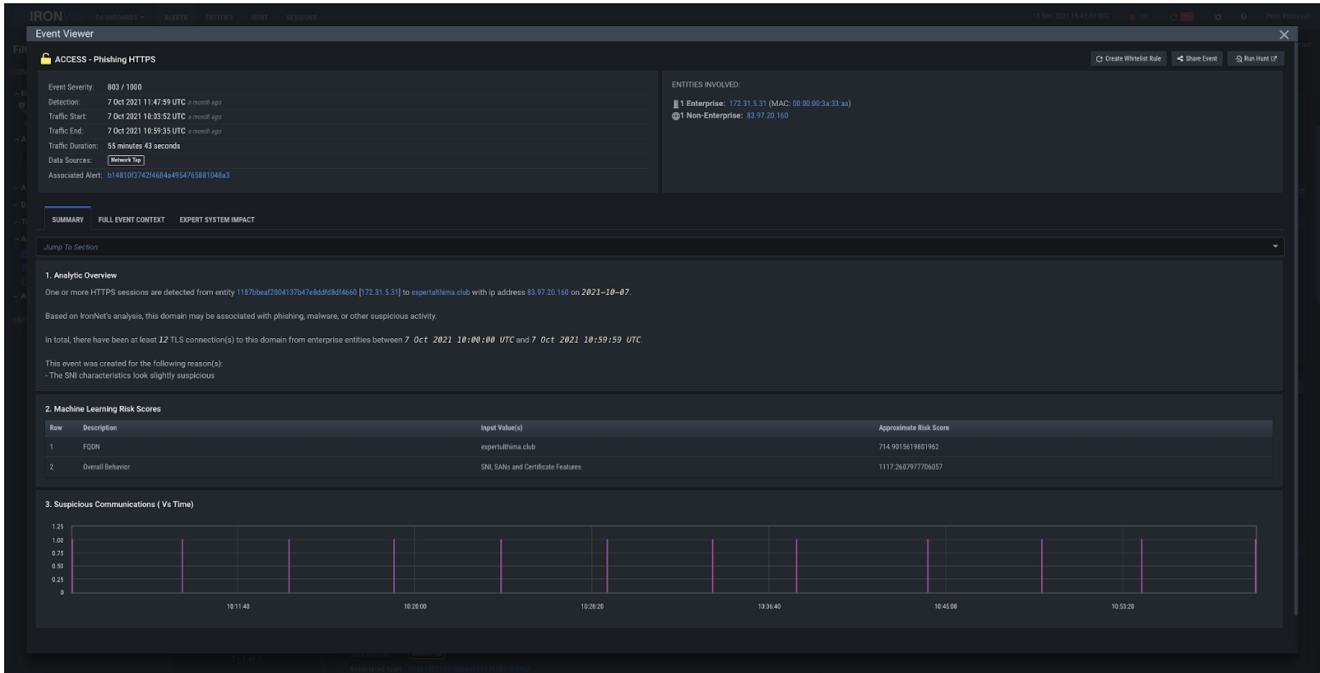 IRON DASHBOARDS ALERTS ENTITIES HUNT SESSIONS
Event Viewer
ACCESS - Phishing HTTPS
Create Whitelist Rule Share Event Run Hunt
Event Severity: 803 / 1000
Detection: 7 Oct 2021 11:47:59 UTC a month ago
Traffic Start: 7 Oct 2021 10:03:52 UTC a month ago
Traffic End: 7 Oct 2021 10:59:35 UTC a month ago
Traffic Duration: 55 minutes 43 seconds
Data Sources: Network Tap
Associated Alert: b14810f3742f4684a4954765881048a3
ENTITIES INVOLVED:
1 Enterprise: 172.31.5.31 (MAC: 00:00:00:3a:33:aa)
1 Non-Enterprise: 83.97.20.160
SUMMARY FULL EVENT CONTEXT EXPERT SYSTEM IMPACT
Jump To Section
1. Analytic Overview
One or more HTTPS sessions are detected from entity 1187bbeaf2004137b47e8ddfd8df4660 [172.31.5.31] to expertulthima.club with ip address 83.97.20.160 on 2021-10-07.
Based on IronNet's analysis, this domain may be associated with phishing, malware, or other suspicious activity.
In total, there have been at least 12 TLS connection(s) to this domain from enterprise entities between 7 Oct 2021 10:00:00 UTC and 7 Oct 2021 10:59:59 UTC.
This event was created for the following reason(s):
- The SNI characteristics look slightly suspicious
2. Machine Learning Risk Scores
Row Description Input Value(s) Approximate Risk Score
1 FQDN expertulthima.club 714.9015619801962
2 Overall Behavior SNI, SANs and Certificate Features 1117.2607977706057
3. Suspicious Communications ( Vs Time)
1.25
1.00
0.75
0.50
0.25
0
10:11:40 10:20:00 10:28:20 10:36:40 10:45:00 10:53:20